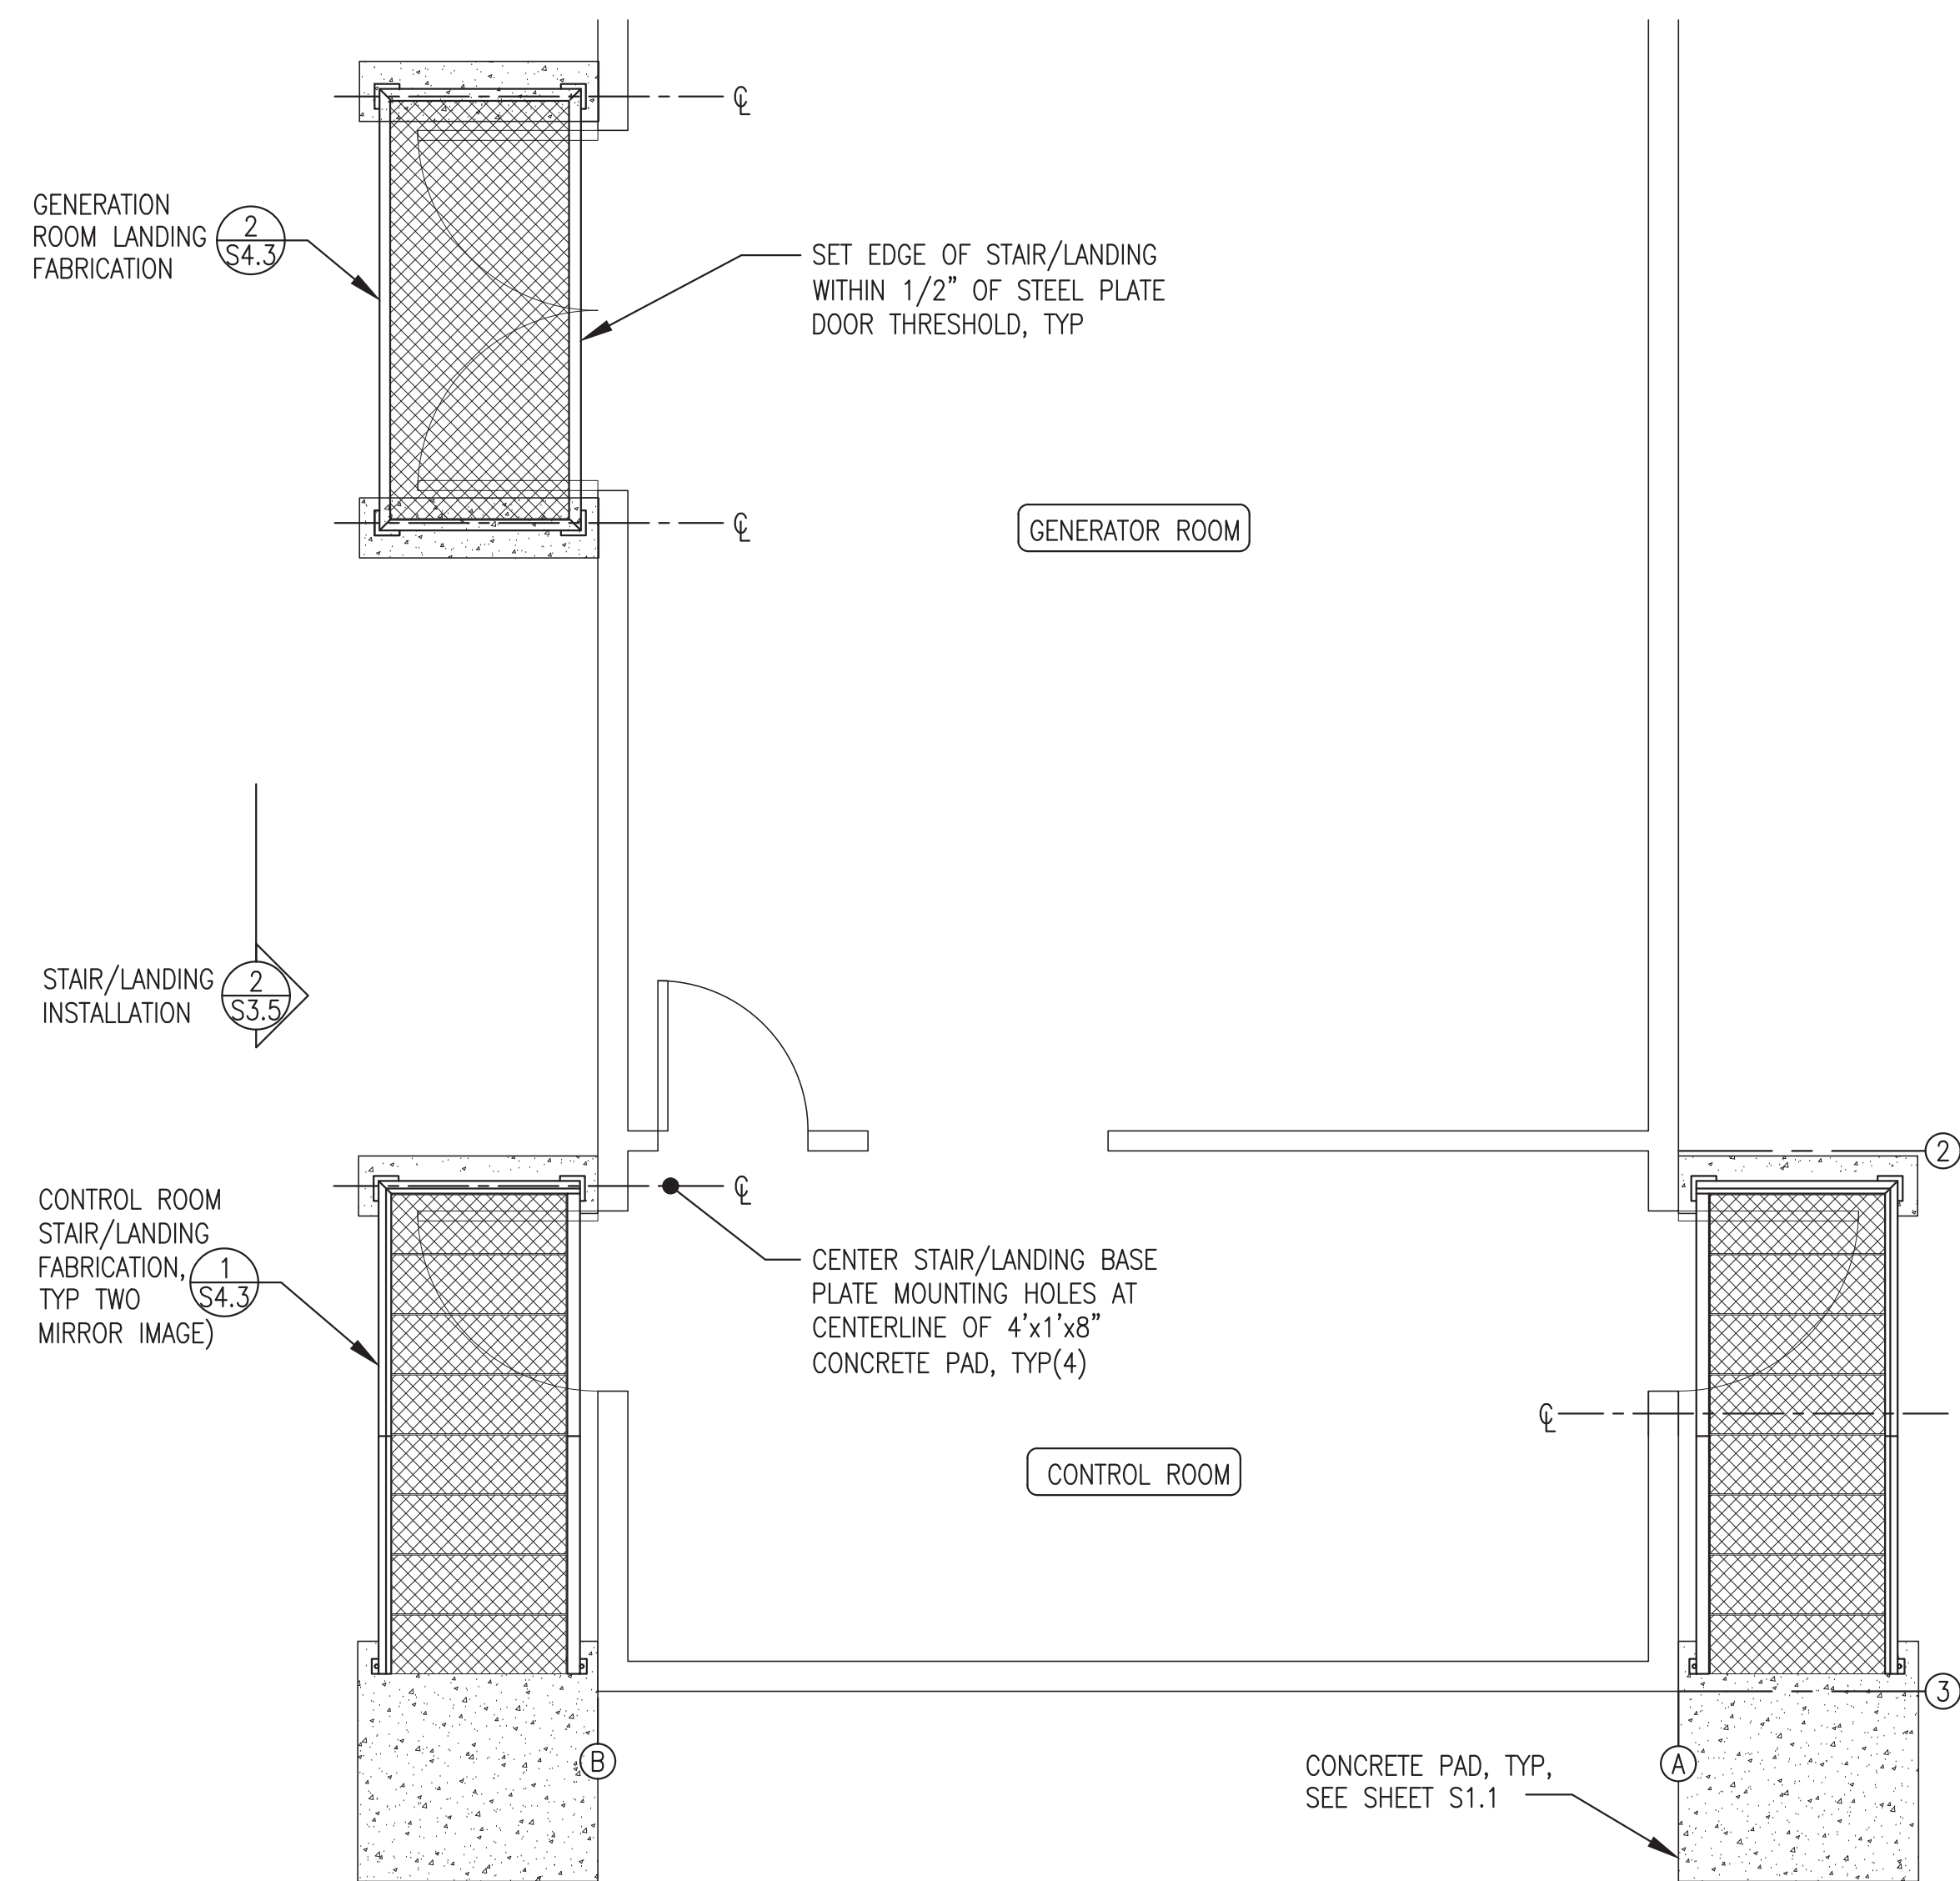 ℄
GENERATION
ROOM LANDING
FABRICATION
2
S4.3
SET EDGE OF STAIR/LANDING
WITHIN 1/2" OF STEEL PLATE
DOOR THRESHOLD, TYP
℄
GENERATOR ROOM
STAIR/LANDING
INSTALLATION
2
S3.5
2
℄
CONTROL ROOM
STAIR/LANDING
FABRICATION,
TYP TWO
MIRROR IMAGE)
1
S4.3
CENTER STAIR/LANDING BASE
PLATE MOUNTING HOLES AT
CENTERLINE OF 4'x1'x8"
CONCRETE PAD, TYP(4)
℄
CONTROL ROOM
3
B
A
CONCRETE PAD, TYP,
SEE SHEET S1.1